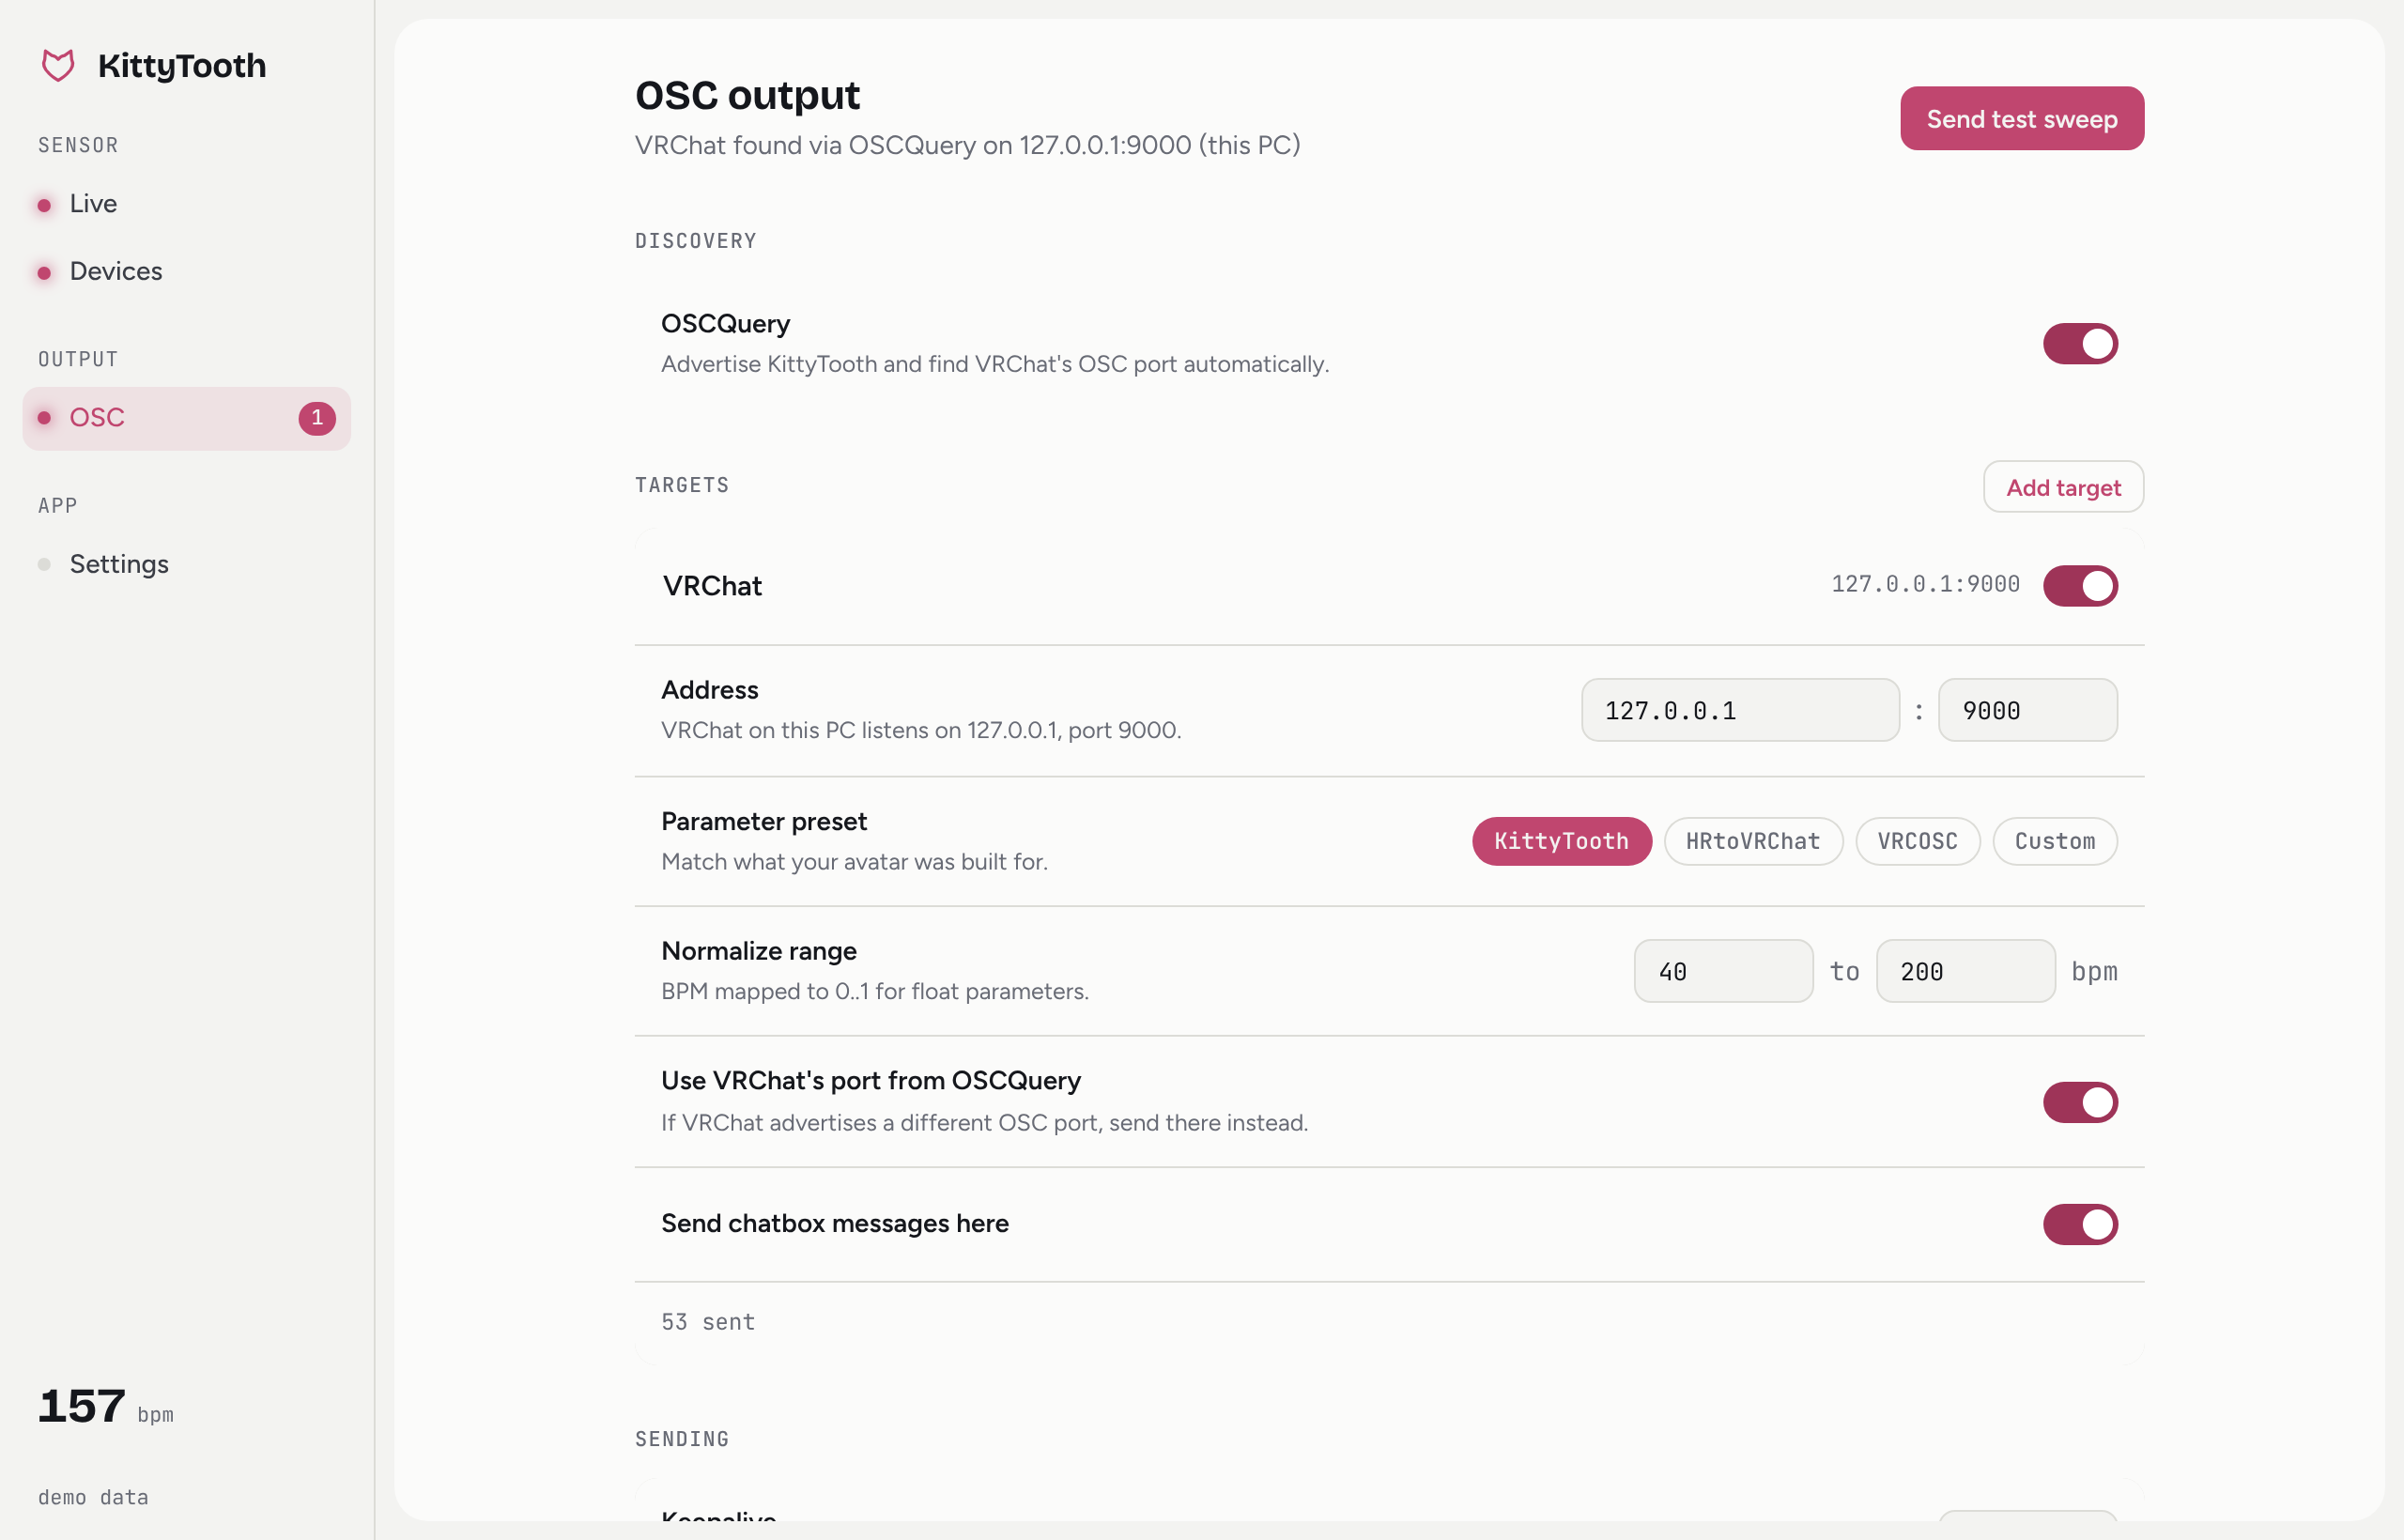 KittyTooth
SENSOR
Live
Devices
OUTPUT
OSC 1
APP
Settings
157 bpm
demo data
OSC output
VRChat found via OSCQuery on 127.0.0.1:9000 (this PC)
Send test sweep
DISCOVERY
OSCQuery
Advertise KittyTooth and find VRChat's OSC port automatically.
TARGETS
Add target
VRChat
127.0.0.1:9000
Address
VRChat on this PC listens on 127.0.0.1, port 9000.
127.0.0.1 : 9000
Parameter preset
Match what your avatar was built for.
KittyTooth HRtoVRChat VRCOSC Custom
Normalize range
BPM mapped to 0..1 for float parameters.
40 to 200 bpm
Use VRChat's port from OSCQuery
If VRChat advertises a different OSC port, send there instead.
Send chatbox messages here
53 sent
SENDING
Keepalive